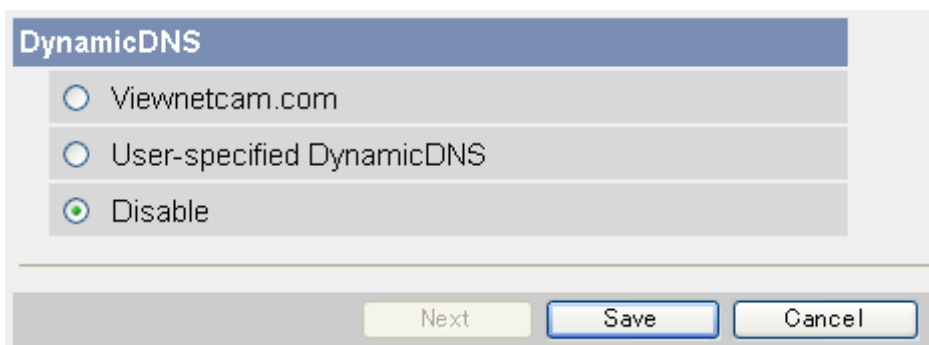 DynamicDNS
Viewnetcam.com
User-specified DynamicDNS
Disable
Next Save Cancel